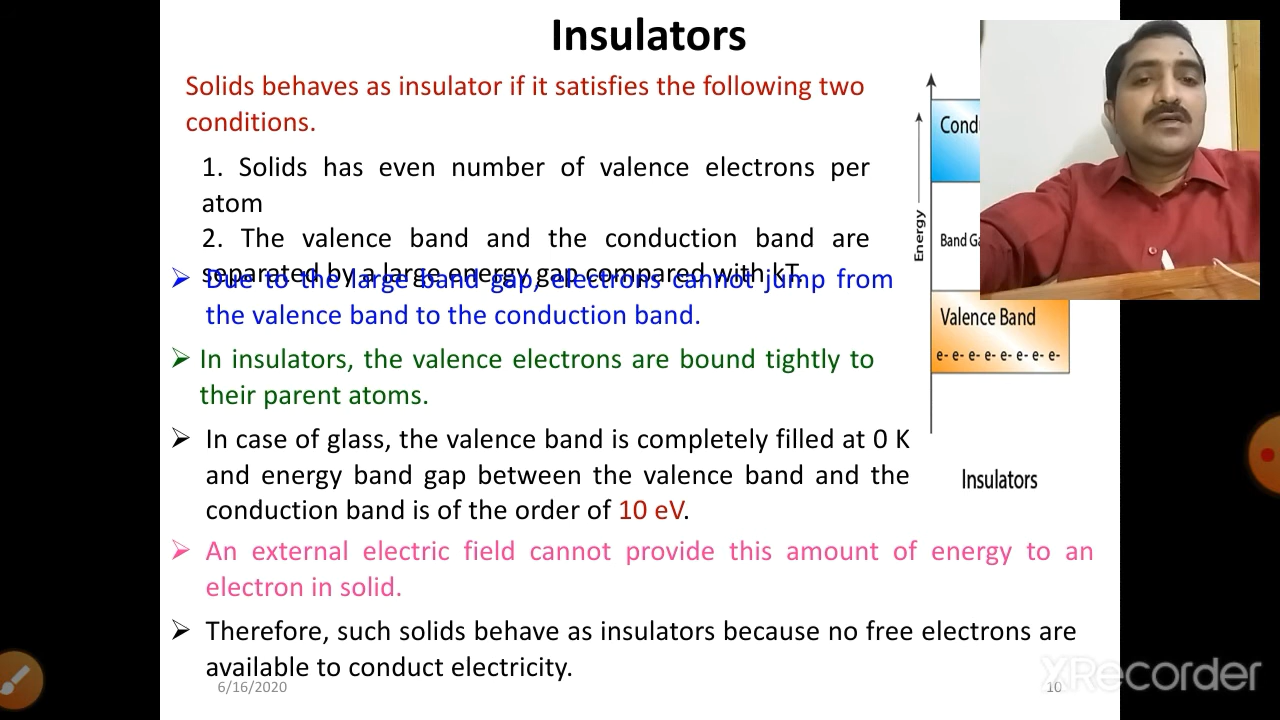 Insulators
Solids behaves as insulator if it satisfies the following two
conditions.
1. Solids has even number of valence electrons per
atom
2. The valence band and the conduction band are
separated by a large energy gap compared with kT.
➢ Due to the large band gap, electrons cannot jump from
the valence band to the conduction band.
➢ In insulators, the valence electrons are bound tightly to
their parent atoms.
➢ In case of glass, the valence band is completely filled at 0 K
and energy band gap between the valence band and the
conduction band is of the order of 10 eV.
➢ An external electric field cannot provide this amount of energy to an
electron in solid.
➢ Therefore, such solids behave as insulators because no free electrons are
available to conduct electricity.
Energy
Cond
Band Ga
Valence Band
e- e- e- e- e- e- e- e-
Insulators
6/16/2020
10
XRecorder